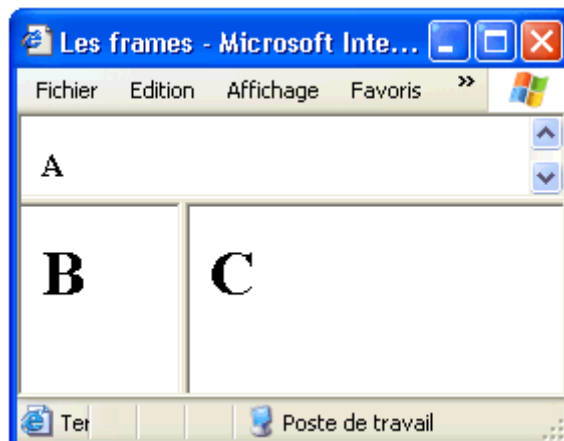 Les frames - Microsoft Inte...
Fichier Edition Affichage Favoris »
A
B C
Ter Poste de travail